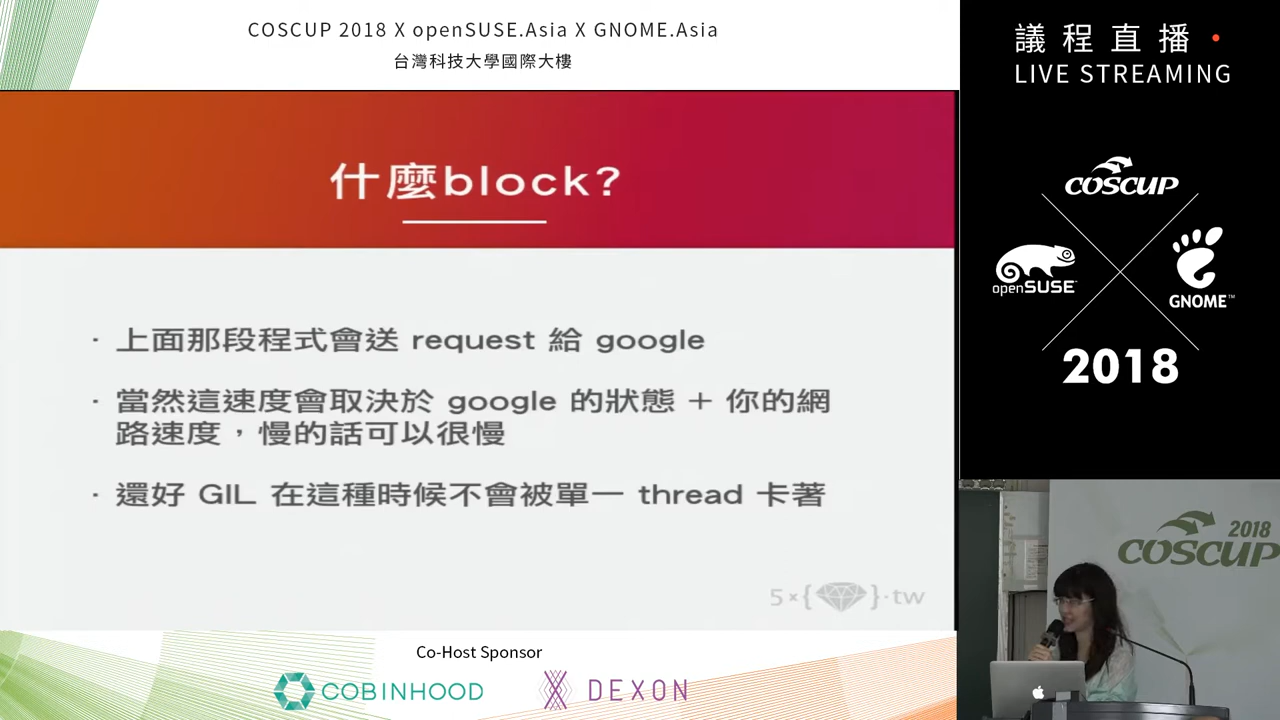 COSCUP 2018 X openSUSE.Asia X GNOME.Asia
台灣科技大學國際大樓
議程直播
LIVE STREAMING
什麼block?
· 上面那段程式會送 request 給 google
· 當然這速度會取決於 google 的狀態 + 你的網
路速度，慢的話可以很慢
· 還好 GIL 在這種時候不會被單一 thread 卡著
5×{}·tw
COSCUP
openSUSE
GNOME™
2018
2018
COSCUP
Co-Host Sponsor
COBINHOOD
DEXON